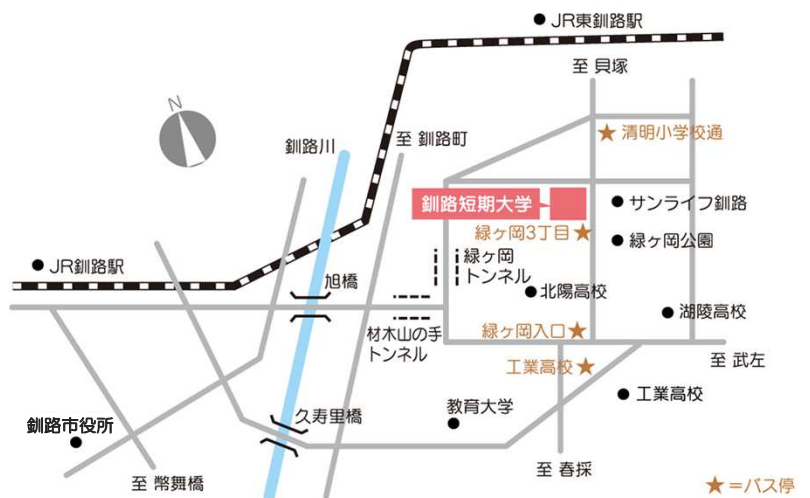 JR東釧路駅
至 貝塚
N
釧路川
至 釧路町
★ 清明小学校通
釧路短期大学
サンライフ釧路
緑ヶ岡3丁目 ★
緑ヶ岡公園
JR釧路駅
緑ヶ岡
トンネル
旭橋
北陽高校
湖陵高校
材木山の手
トンネル
緑ヶ岡入口 ★
至 武左
工業高校 ★
工業高校
教育大学
久寿里橋
釧路市役所
至 春採
至 幣舞橋
★=バス停